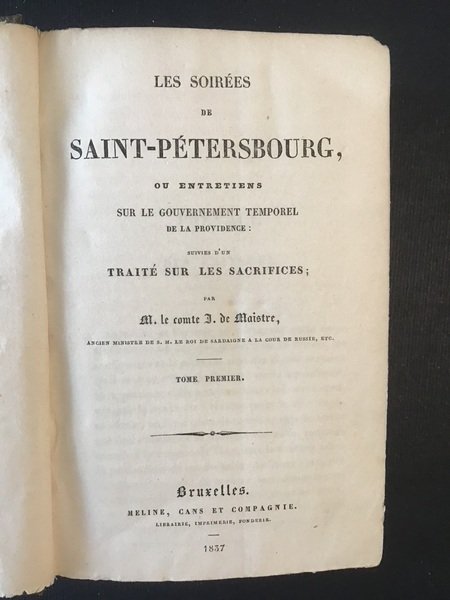 LES SOIRÉES
DE
SAINT-PÉTERSBOURG,
OU ENTRETIENS
SUR LE GOUVERNEMENT TEMPOREL
DE LA PROVIDENCE:
SUIVIES D'UN
TRAITÉ SUR LES SACRIFICES;
PAR
M. le comte J. de Maistre,
ANCIEN MINISTRE DE S. M. LE ROI DE SARDAIGNE A LA COUR DE RUSSIE, ETC.
TOME PREMIER.
Bruxelles.
MELINE, CANS ET COMPAGNIE.
LIBRAIRIE, IMPRIMERIE, FONDERIE.
1837